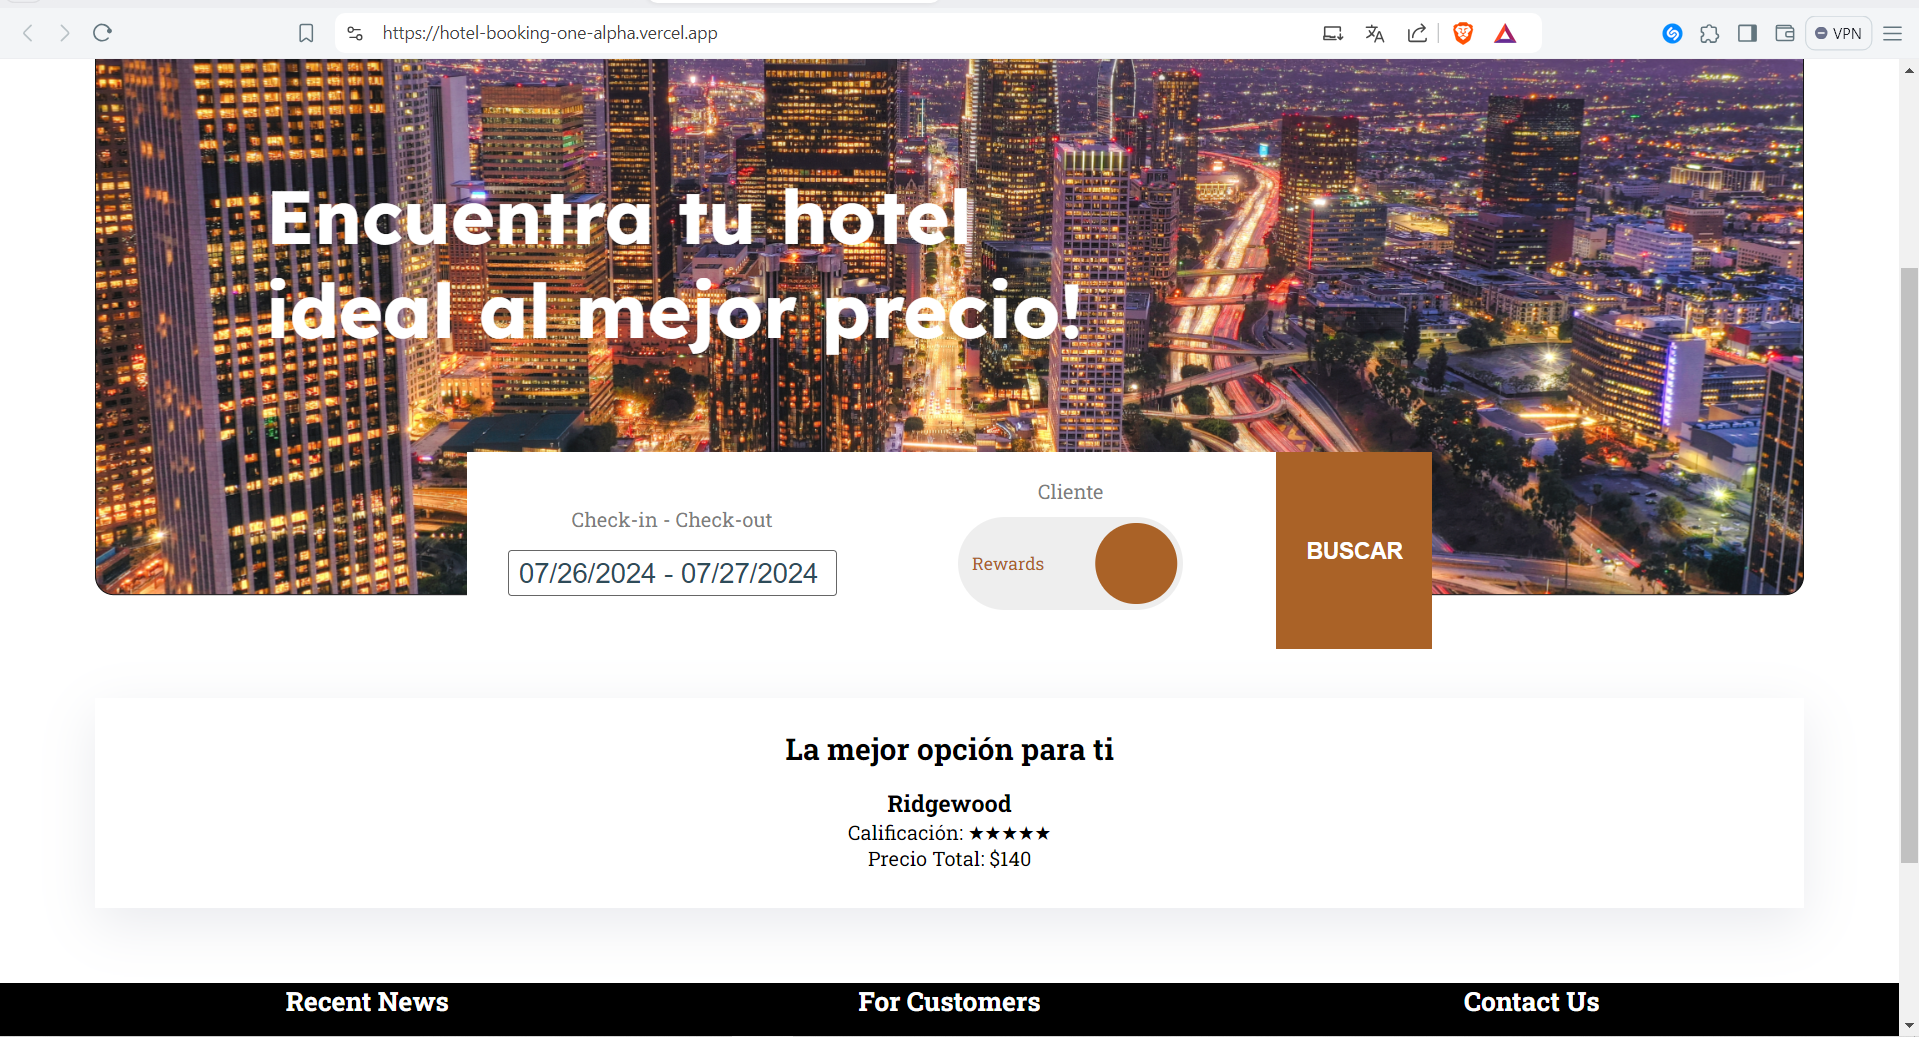 https://hotel-booking-one-alpha.vercel.app
VPN
Encuentra tu hotel
ideal al mejor precio!
Cliente
Check-in - Check-out
07/26/2024 - 07/27/2024
Rewards
BUSCAR
La mejor opción para ti
Ridgewood
Calificación: ★★★★★
Precio Total: $140
Recent News
For Customers
Contact Us